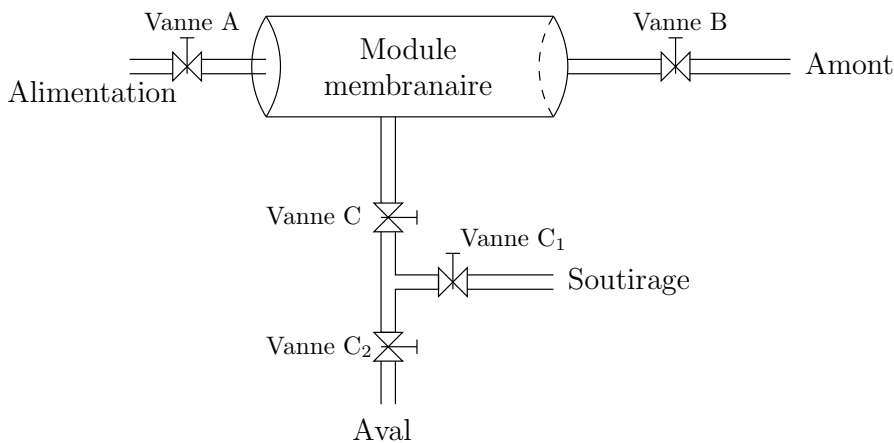 Vanne A
Vanne B
Module
membranaire
Alimentation
Amont
Vanne C
Vanne C₁
Soutirage
Vanne C₂
Aval